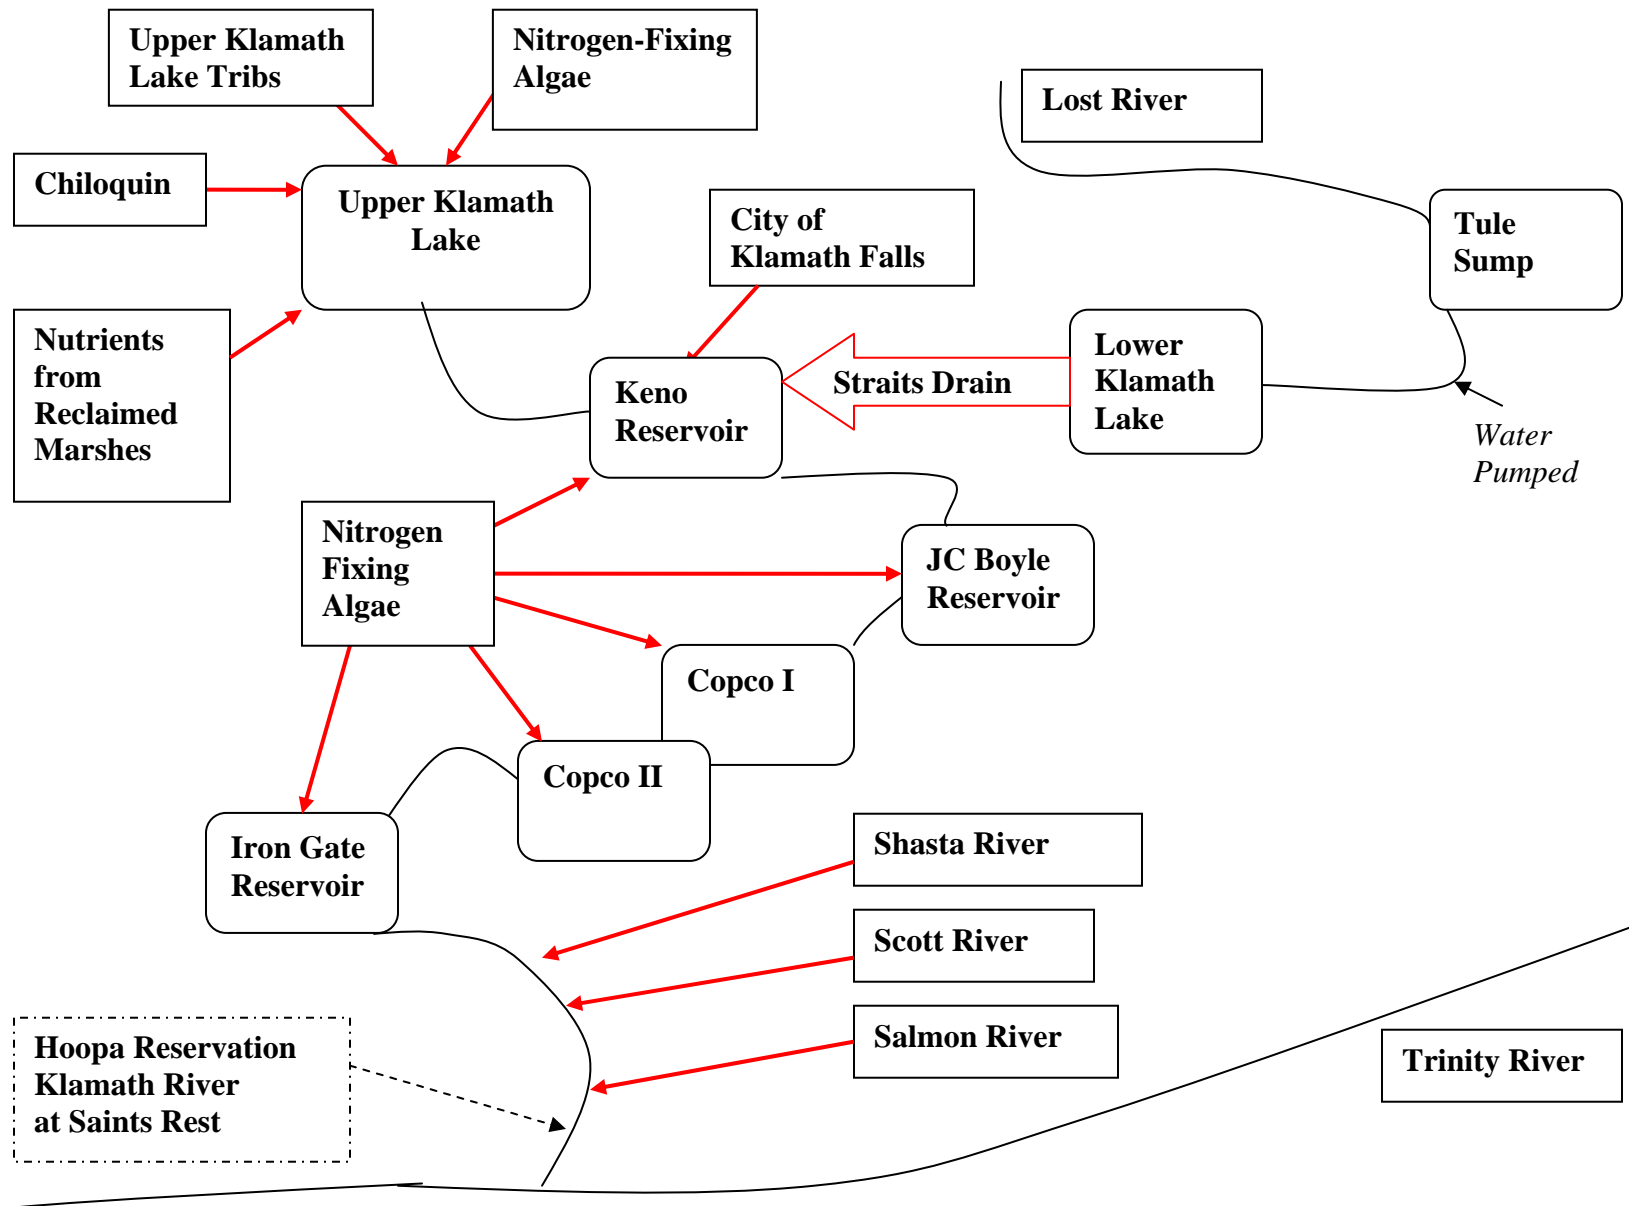 Upper Klamath
Lake Tribs
Nitrogen-Fixing
Algae
Lost River
Chiloquin
Upper Klamath
Lake
City of
Klamath Falls
Tule
Sump
Nutrients
from
Reclaimed
Marshes
Keno
Reservoir
Straits Drain
Lower
Klamath
Lake
Water
Pumped
Nitrogen
Fixing
Algae
JC Boyle
Reservoir
Copco I
Copco II
Iron Gate
Reservoir
Shasta River
Scott River
Salmon River
Hoopa Reservation
Klamath River
at Saints Rest
Trinity River